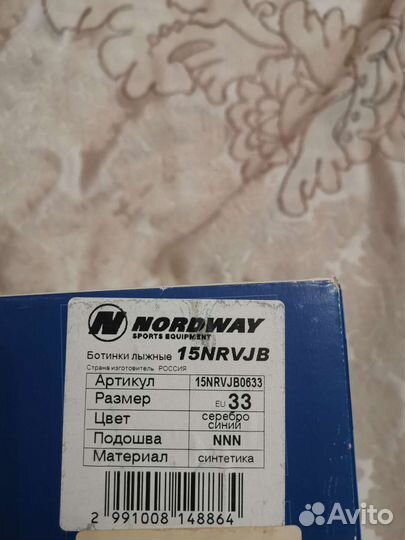 NORDWAY
SPORTS EQUIPMENT
Ботинки лыжные 15NRVJB
Страна изготовитель РОССИЯ
Артикул 15NRVJB0633
Размер EU 33
Цвет серебро синий
Подошва NNN
Материал синтетика
2 991008 148864
Avito